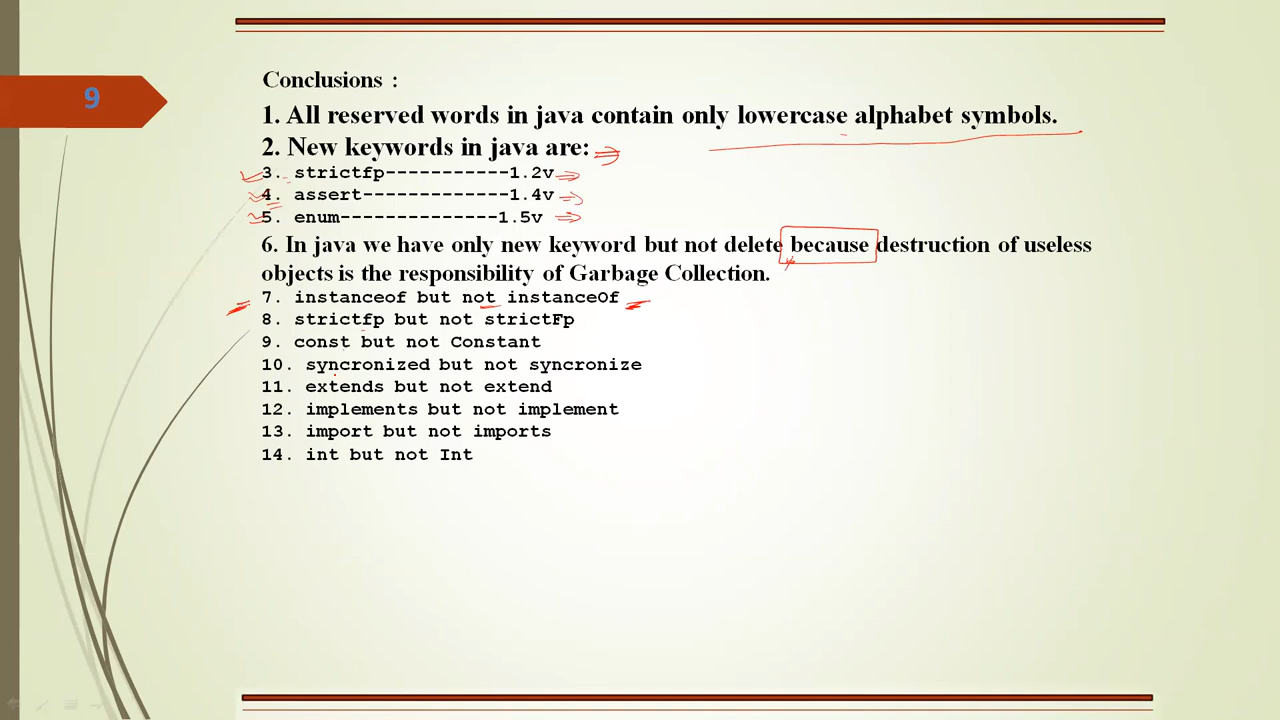 9
Conclusions :
1. All reserved words in java contain only lowercase alphabet symbols.
2. New keywords in java are:
3. strictfp-----------1.2v
4. assert-------------1.4v
5. enum--------------1.5v
6. In java we have only new keyword but not delete because destruction of useless
objects is the responsibility of Garbage Collection.
7. instanceof but not instanceOf
8. strictfp but not strictFp
9. const but not Constant
10. syncronized but not syncronize
11. extends but not extend
12. implements but not implement
13. import but not imports
14. int but not Int